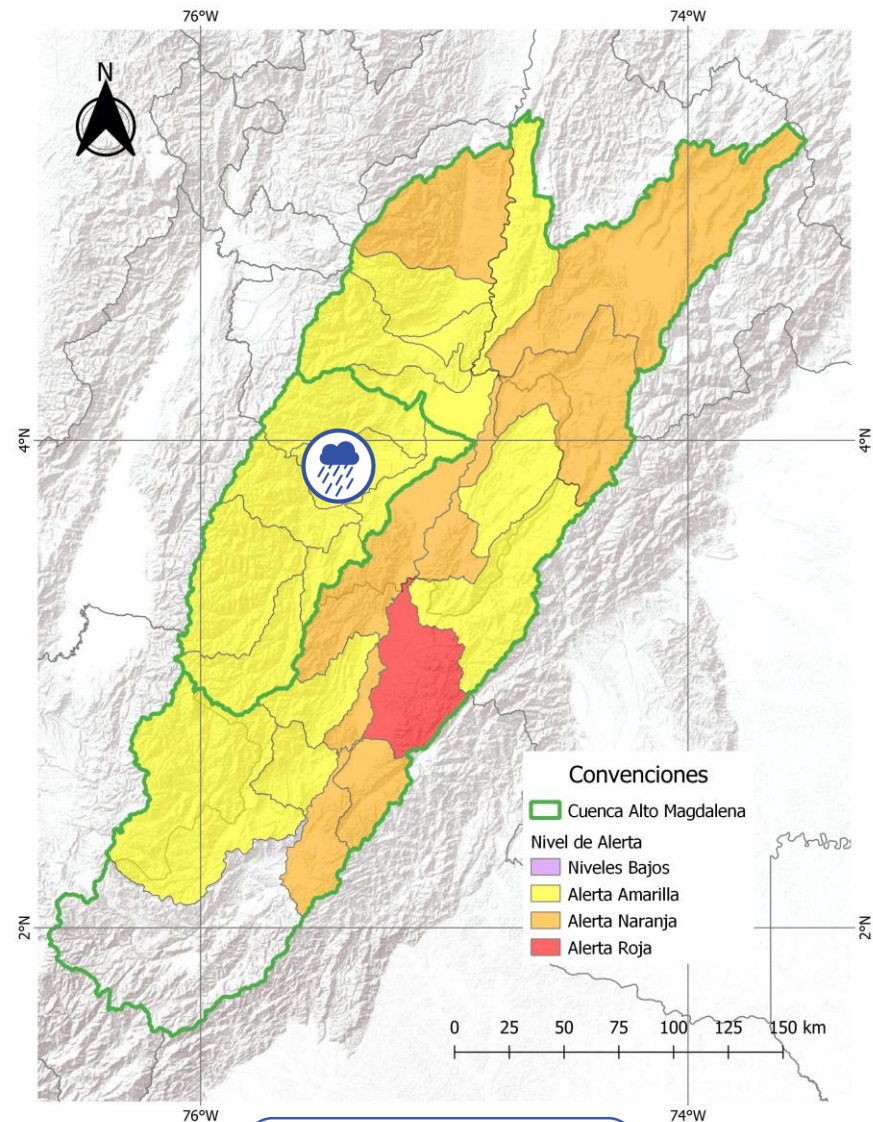 76°W 74°W
N
4°N 4°N
Convenciones
Cuenca Alto Magdalena
Nivel de Alerta
Niveles Bajos
Alerta Amarilla
Alerta Naranja
Alerta Roja
2°N 2°N
0 25 50 75 100 125 150 km
76°W 74°W